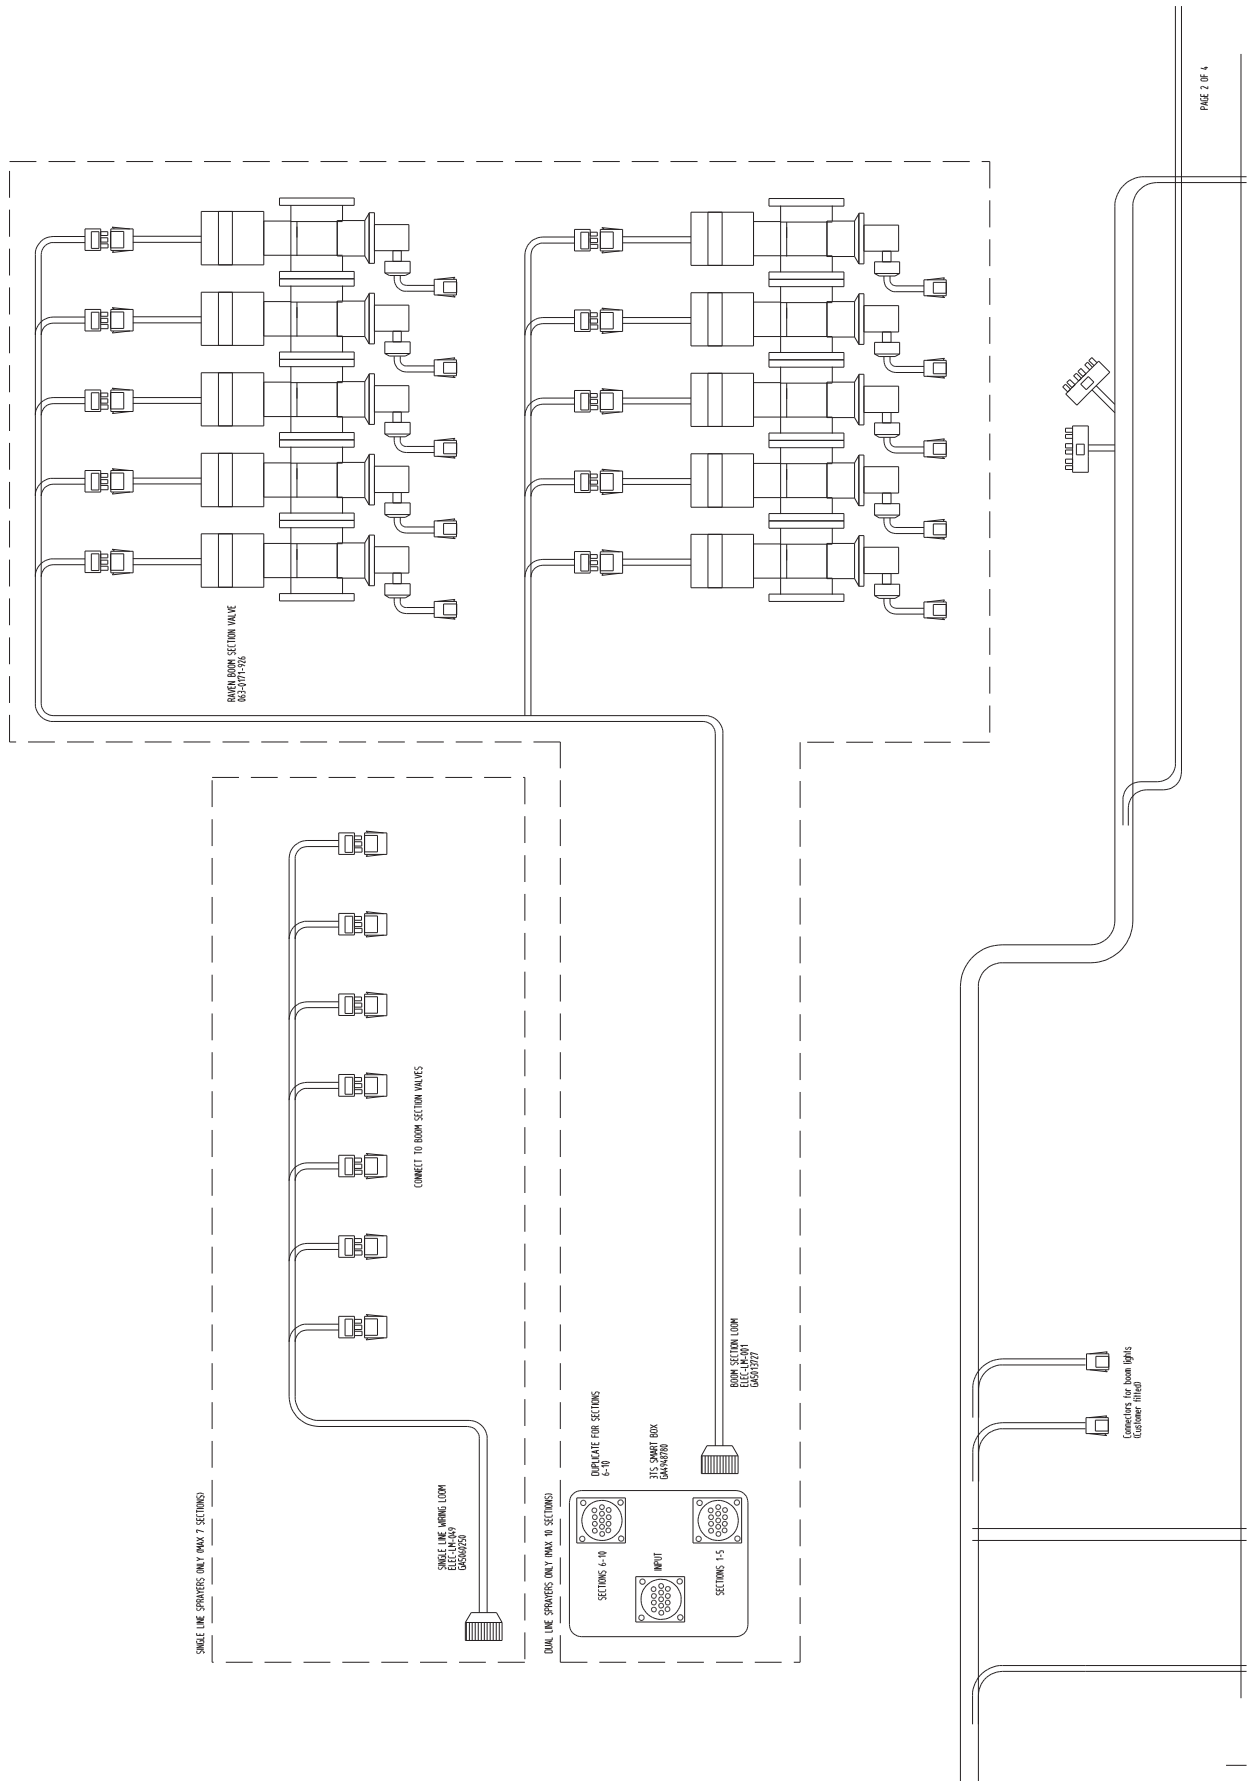 PAGE 2 OF 4
RAVEN BOOM SECTION VALVE
063-0171-926
SINGLE LINE SPRAYERS ONLY (MAX 7 SECTIONS)
CONNECT TO BOOM SECTION VALVES
SINGLE LINE WIRING LOOM
ELEC-LM-049
GA5060250
DUAL LINE SPRAYERS ONLY (MAX 10 SECTIONS)
DUPLICATE FOR SECTIONS
6-10
3TS SMART BOX
GA4948780
SECTIONS 6-10
INPUT
SECTIONS 1-5
BOOM SECTION LOOM
ELEC-LM-001
GA5013727
Connectors for boom lights
(Customer fitted)